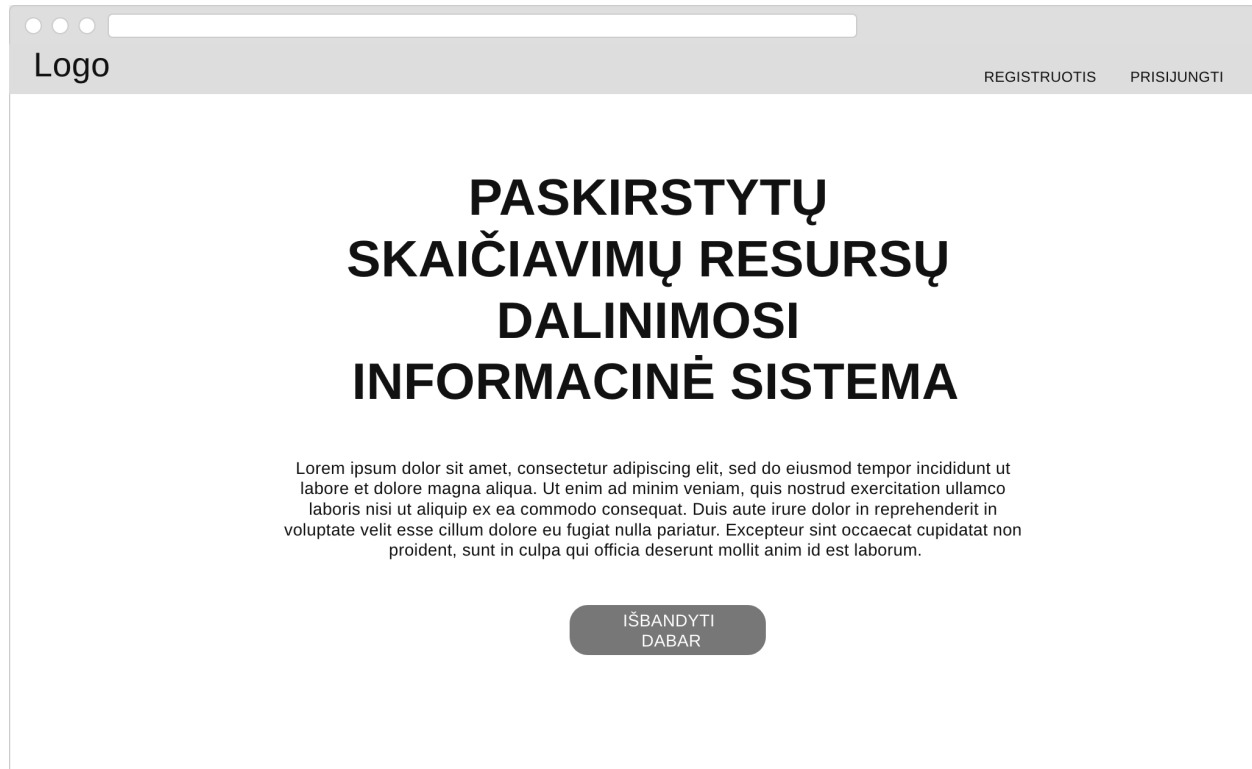 Logo
REGISTRUOTIS PRISIJUNGTI
PASKIRSTYTŲ
SKAIČIAVIMŲ RESURSŲ
DALINIMOSI
INFORMACINĖ SISTEMA
Lorem ipsum dolor sit amet, consectetur adipiscing elit, sed do eiusmod tempor incididunt ut
labore et dolore magna aliqua. Ut enim ad minim veniam, quis nostrud exercitation ullamco
laboris nisi ut aliquip ex ea commodo consequat. Duis aute irure dolor in reprehenderit in
voluptate velit esse cillum dolore eu fugiat nulla pariatur. Excepteur sint occaecat cupidatat non
proident, sunt in culpa qui officia deserunt mollit anim id est laborum.
IŠBANDYTI
DABAR